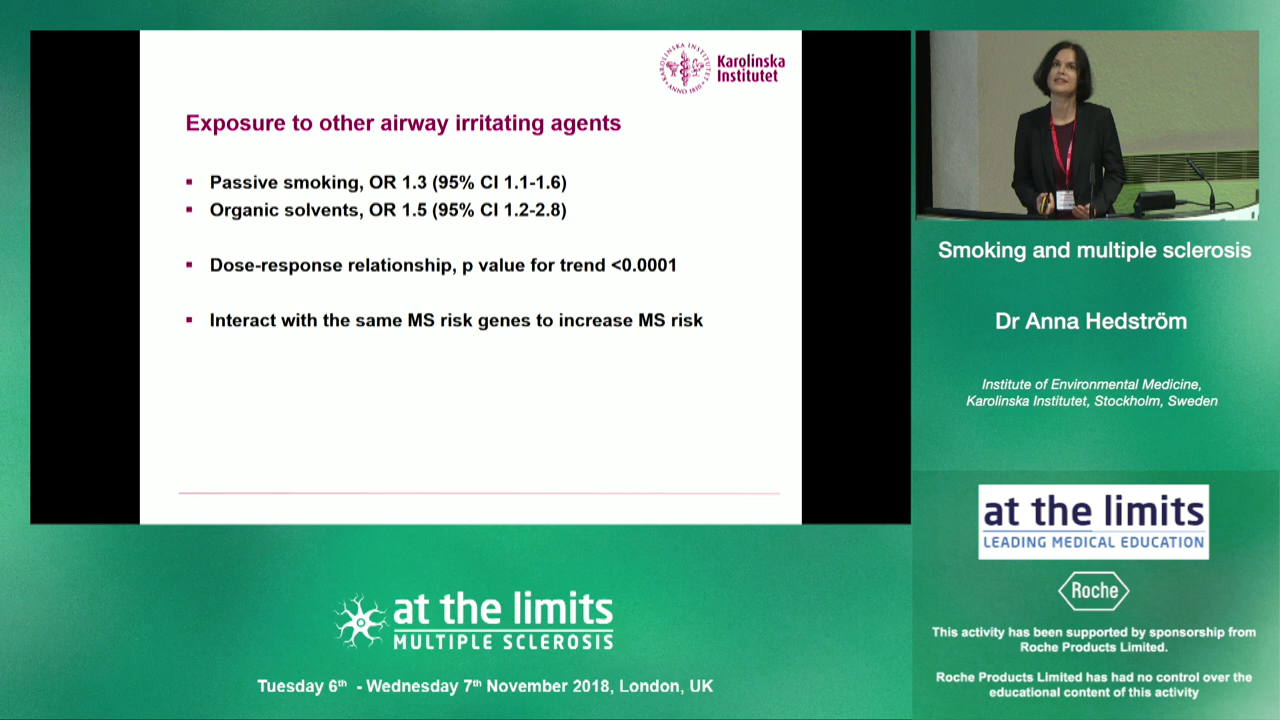 KAROLINSKA INSTITUTET
ANNO 1810
Karolinska
Institutet
Exposure to other airway irritating agents
▪ Passive smoking, OR 1.3 (95% CI 1.1-1.6)
▪ Organic solvents, OR 1.5 (95% CI 1.2-2.8)
▪ Dose-response relationship, p value for trend <0.0001
▪ Interact with the same MS risk genes to increase MS risk
Smoking and multiple sclerosis
Dr Anna Hedström
Institute of Environmental Medicine,
Karolinska Institutet, Stockholm, Sweden
at the limits
LEADING MEDICAL EDUCATION
Roche
This activity has been supported by sponsorship from
Roche Products Limited.
Roche Products Limited has had no control over the
educational content of this activity
at the limits
MULTIPLE SCLEROSIS
Tuesday 6th - Wednesday 7th November 2018, London, UK